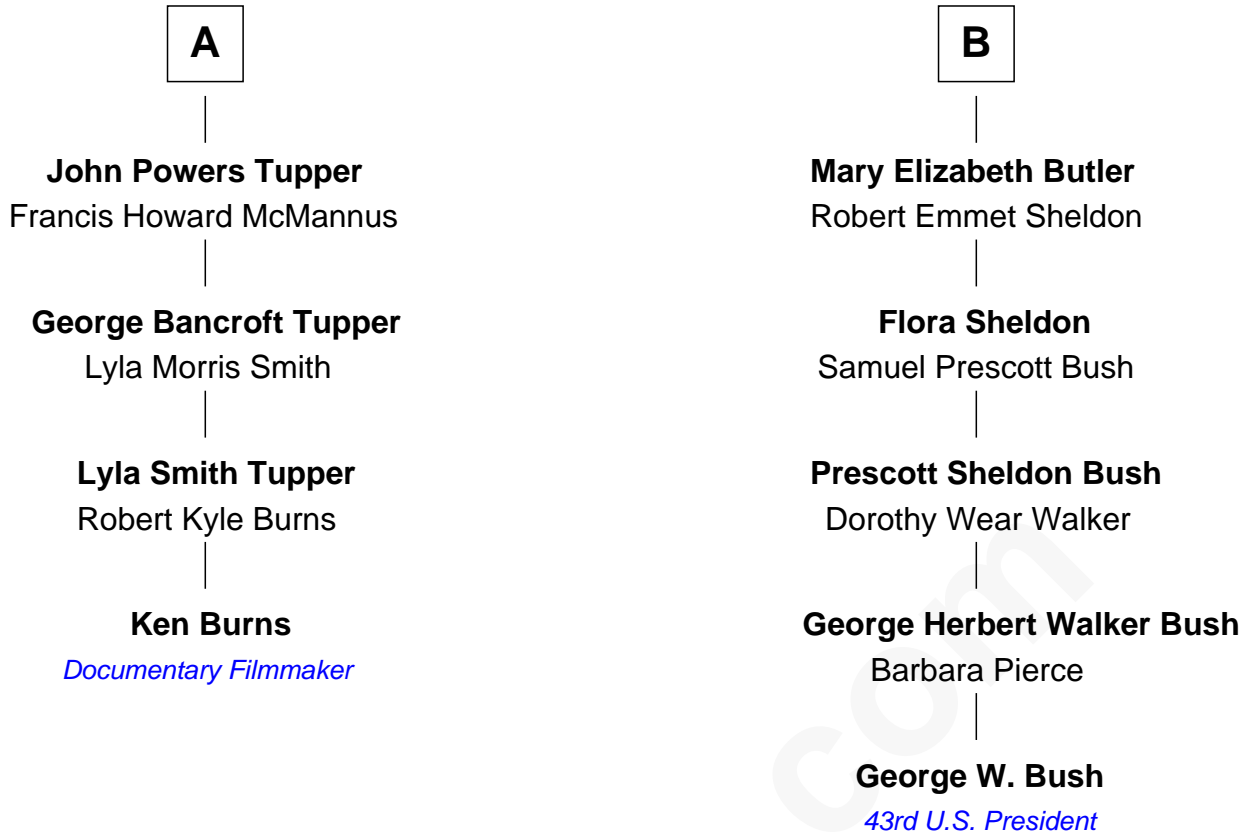 A
John Powers Tupper
Francis Howard McMannus
George Bancroft Tupper
Lyla Morris Smith
Lyla Smith Tupper
Robert Kyle Burns
Ken Burns
Documentary Filmmaker
B
Mary Elizabeth Butler
Robert Emmet Sheldon
Flora Sheldon
Samuel Prescott Bush
Prescott Sheldon Bush
Dorothy Wear Walker
George Herbert Walker Bush
Barbara Pierce
George W. Bush
43rd U.S. President
com